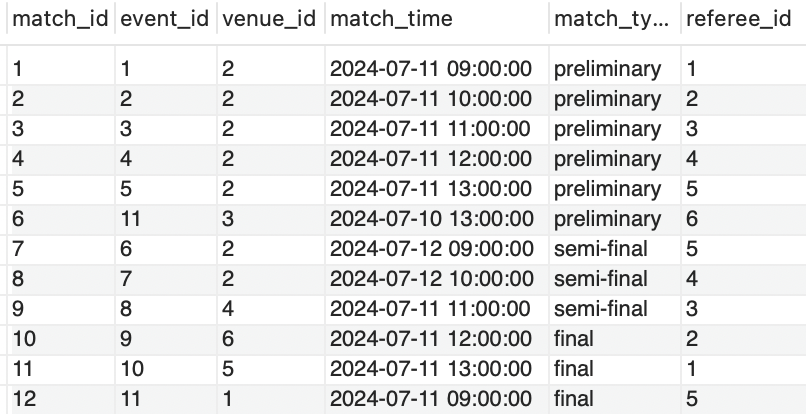 match_id event_id venue_id match_time match_ty... referee_id
1 1 2 2024-07-11 09:00:00 preliminary 1
2 2 2 2024-07-11 10:00:00 preliminary 2
3 3 2 2024-07-11 11:00:00 preliminary 3
4 4 2 2024-07-11 12:00:00 preliminary 4
5 5 2 2024-07-11 13:00:00 preliminary 5
6 11 3 2024-07-10 13:00:00 preliminary 6
7 6 2 2024-07-12 09:00:00 semi-final 5
8 7 2 2024-07-12 10:00:00 semi-final 4
9 8 4 2024-07-11 11:00:00 semi-final 3
10 9 6 2024-07-11 12:00:00 final 2
11 10 5 2024-07-11 13:00:00 final 1
12 11 1 2024-07-11 09:00:00 final 5